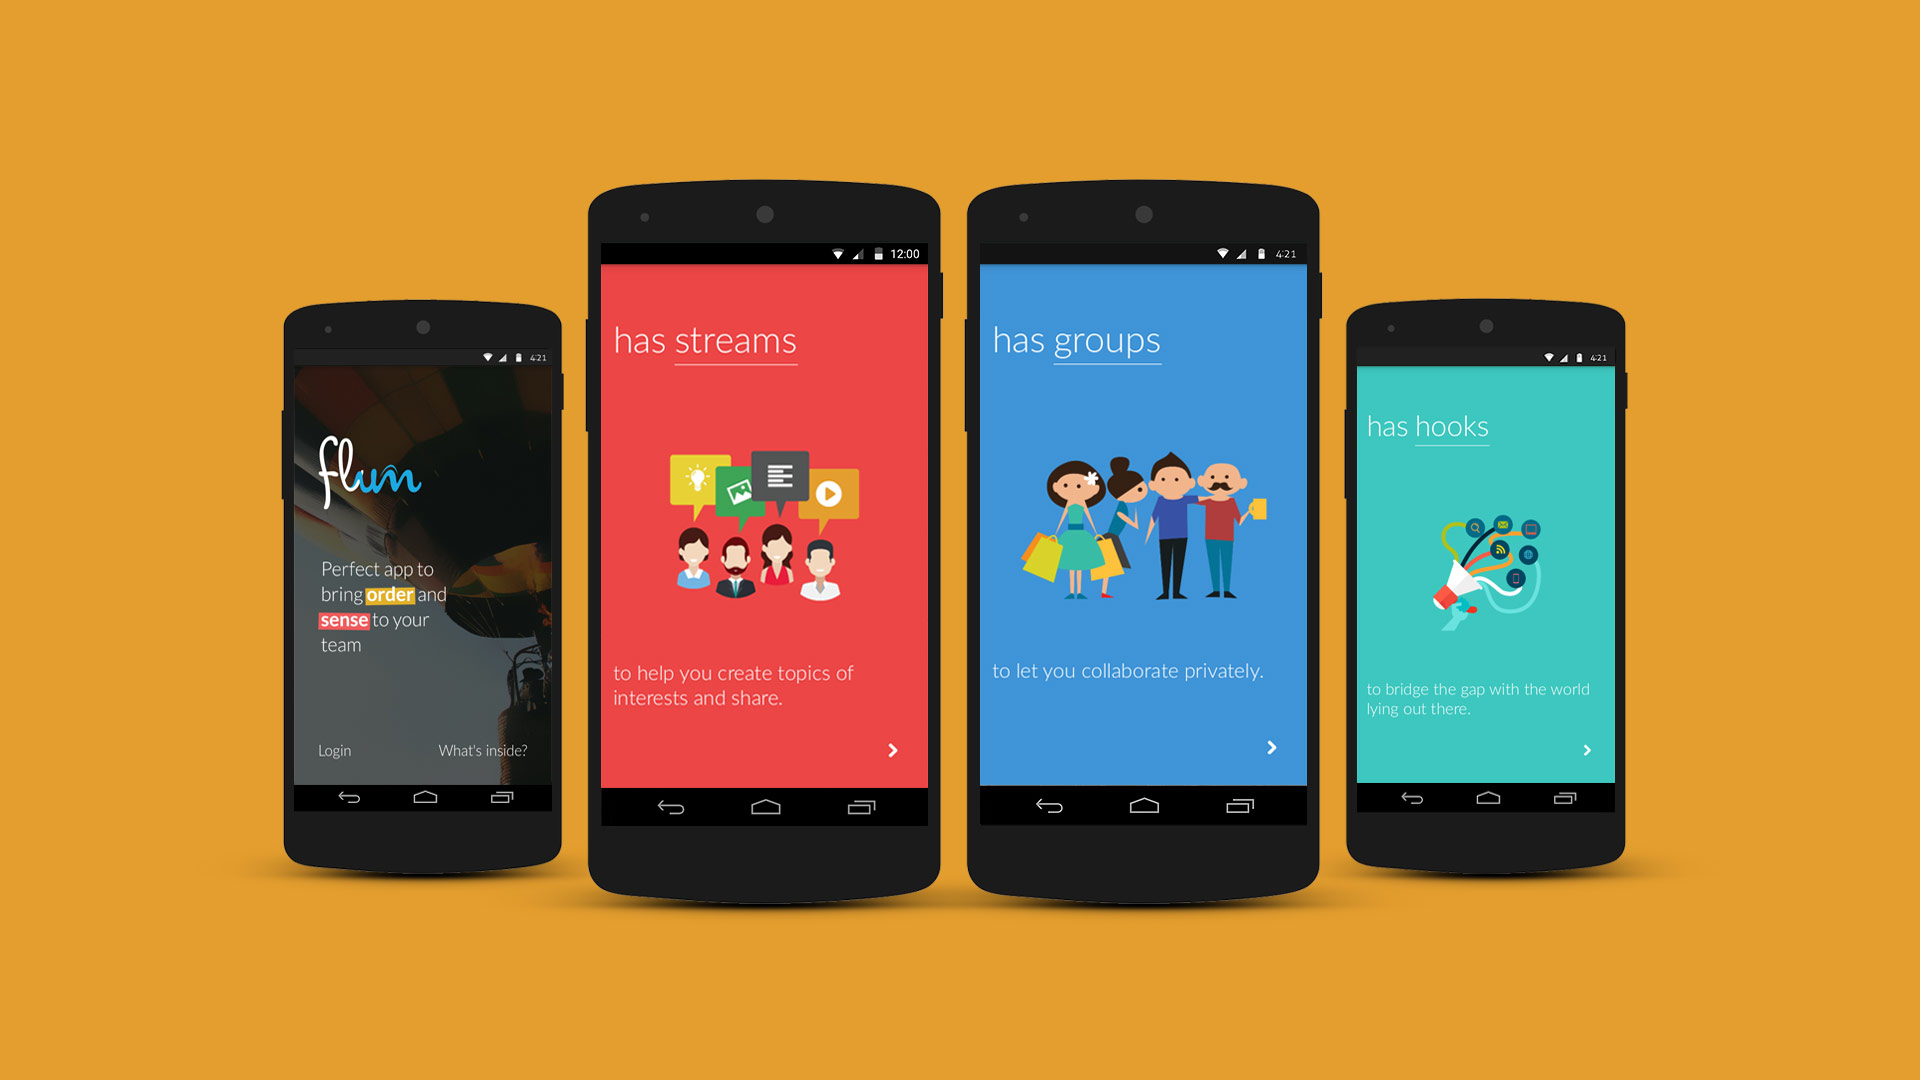 4:21
flum
Perfect app to
bring order and
sense to your
team
Login
What's inside?
12:00
has streams
to help you create topics of
interests and share.
4:21
has groups
to let you collaborate privately.
4:21
has hooks
to bridge the gap with the world
lying out there.